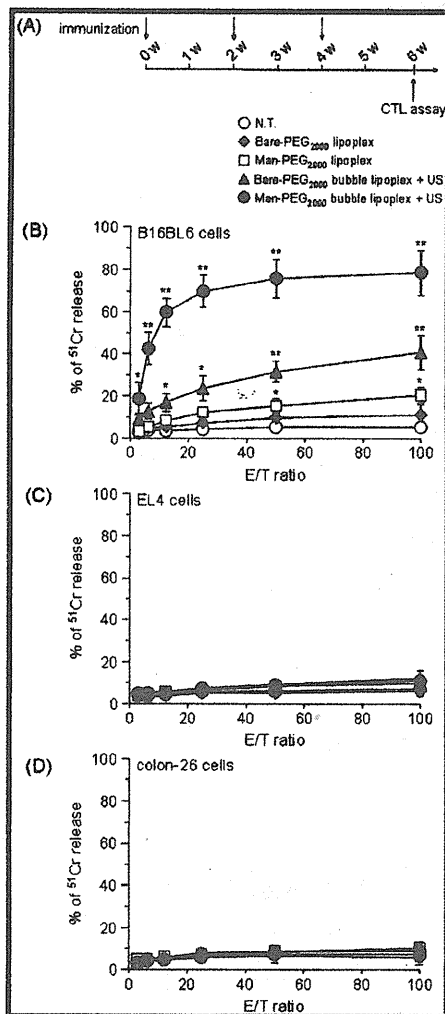 (A)
immunization
0w 1w 2w 3w 4w 5w 6w
CTL assay
N.T.
Bare-PEG2000 lipoplex
Man-PEG2000 lipoplex
Bare-PEG2000 bubble lipoplex + US
Man-PEG2000 bubble lipoplex + US
(B)
B16BL6 cells
% of 51Cr release
100
80
60
40
20
0
* ** ** ** ** **
* * ** **
* *
0 20 40 60 80 100
E/T ratio
(C)
EL4 cells
% of 51Cr release
100
80
60
40
20
0
0 20 40 60 80 100
E/T ratio
(D)
colon-26 cells
% of 51Cr release
100
80
60
40
20
0
0 20 40 60 80 100
E/T ratio